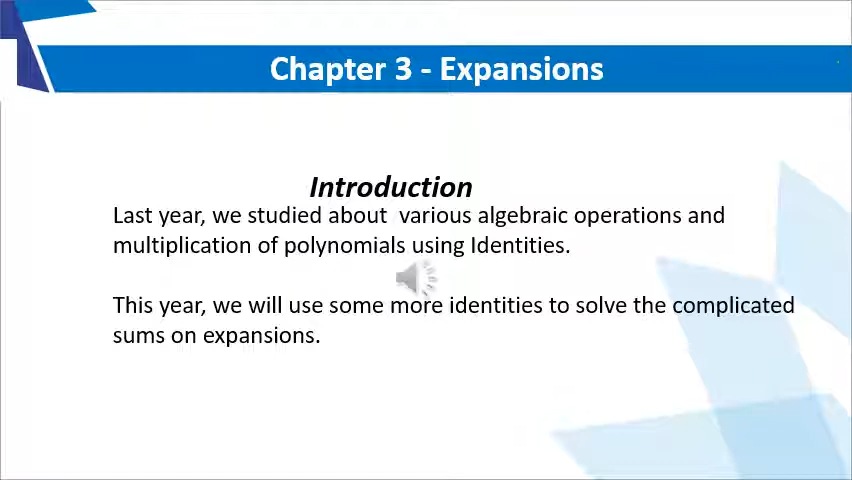 Chapter 3 - Expansions
Introduction
Last year, we studied about various algebraic operations and
multiplication of polynomials using Identities.
This year, we will use some more identities to solve the complicated
sums on expansions.